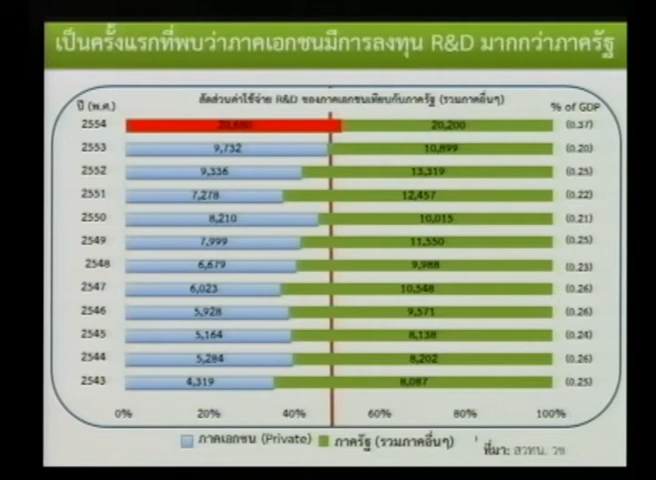 เป็นครั้งแรกที่พบว่าภาคเอกชนมีการลงทุน R&D มากกว่าภาครัฐ
สัดส่วนค่าใช้จ่าย R&D ของภาคเอกชนเทียบกับภาครัฐ (รวมภาคอื่นๆ)
ปี (พ.ศ.) % of GDP
2554 20,680 20,200 (0.37)
2553 9,732 10,899 (0.20)
2552 9,336 13,319 (0.25)
2551 7,278 12,457 (0.22)
2550 8,210 10,015 (0.21)
2549 7,999 11,550 (0.25)
2548 6,679 9,988 (0.23)
2547 6,023 10,548 (0.26)
2546 5,928 9,571 (0.26)
2545 5,164 8,138 (0.24)
2544 5,284 8,202 (0.26)
2543 4,319 8,087 (0.25)
0% 20% 40% 60% 80% 100%
ภาคเอกชน (Private) ภาครัฐ (รวมภาคอื่นๆ)
ที่มา: สวทน. วช